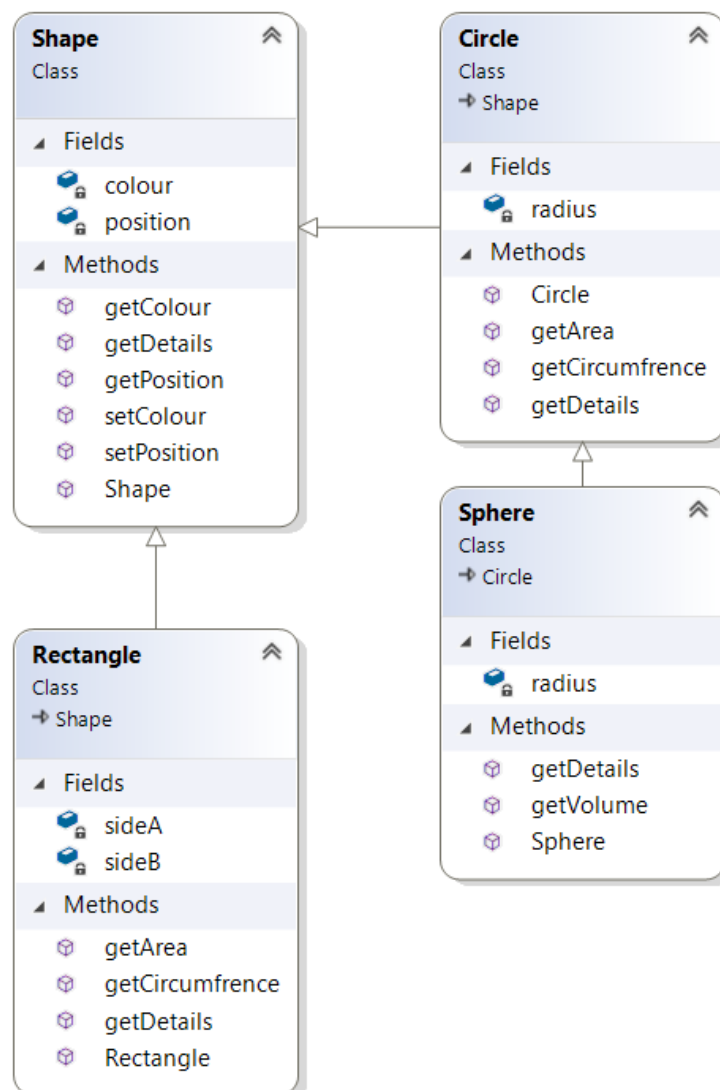 Shape
Class
Fields
colour
position
Methods
getColour
getDetails
getPosition
setColour
setPosition
Shape
Circle
Class
Shape
Fields
radius
Methods
Circle
getArea
getCircumfrence
getDetails
Sphere
Class
Circle
Fields
radius
Methods
getDetails
getVolume
Sphere
Rectangle
Class
Shape
Fields
sideA
sideB
Methods
getArea
getCircumfrence
getDetails
Rectangle